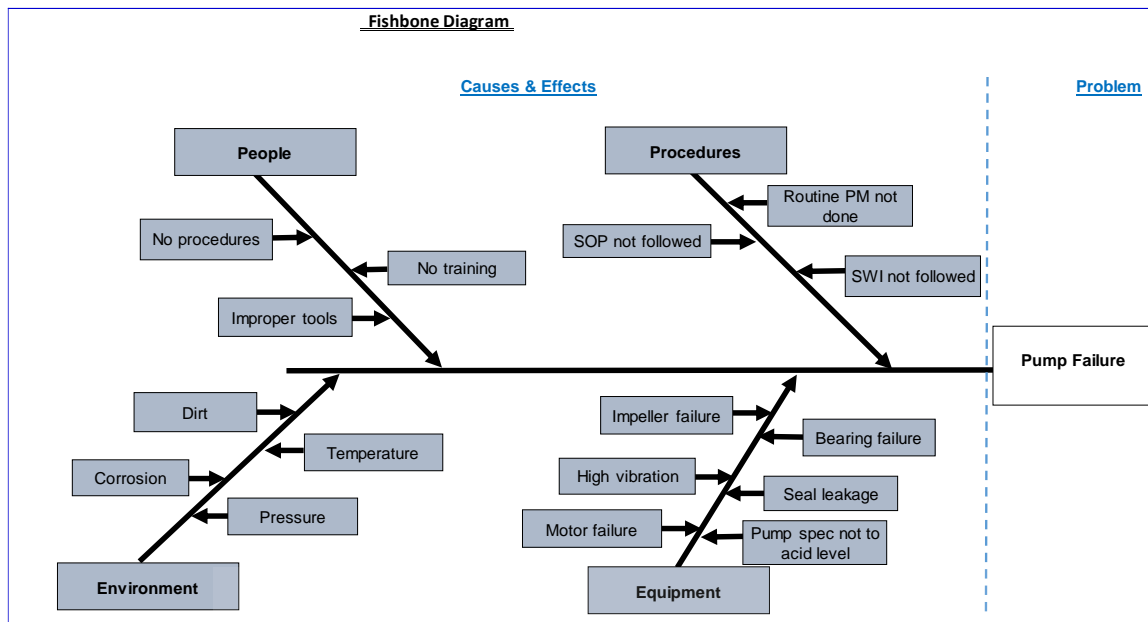 Fishbone Diagram
Causes & Effects
Problem
People
Procedures
Routine PM not
done
No procedures
SOP not followed
No training
SWI not followed
Improper tools
Pump Failure
Dirt
Impeller failure
Bearing failure
Temperature
Corrosion
High vibration
Seal leakage
Pressure
Motor failure
Pump spec not to
acid level
Environment
Equipment